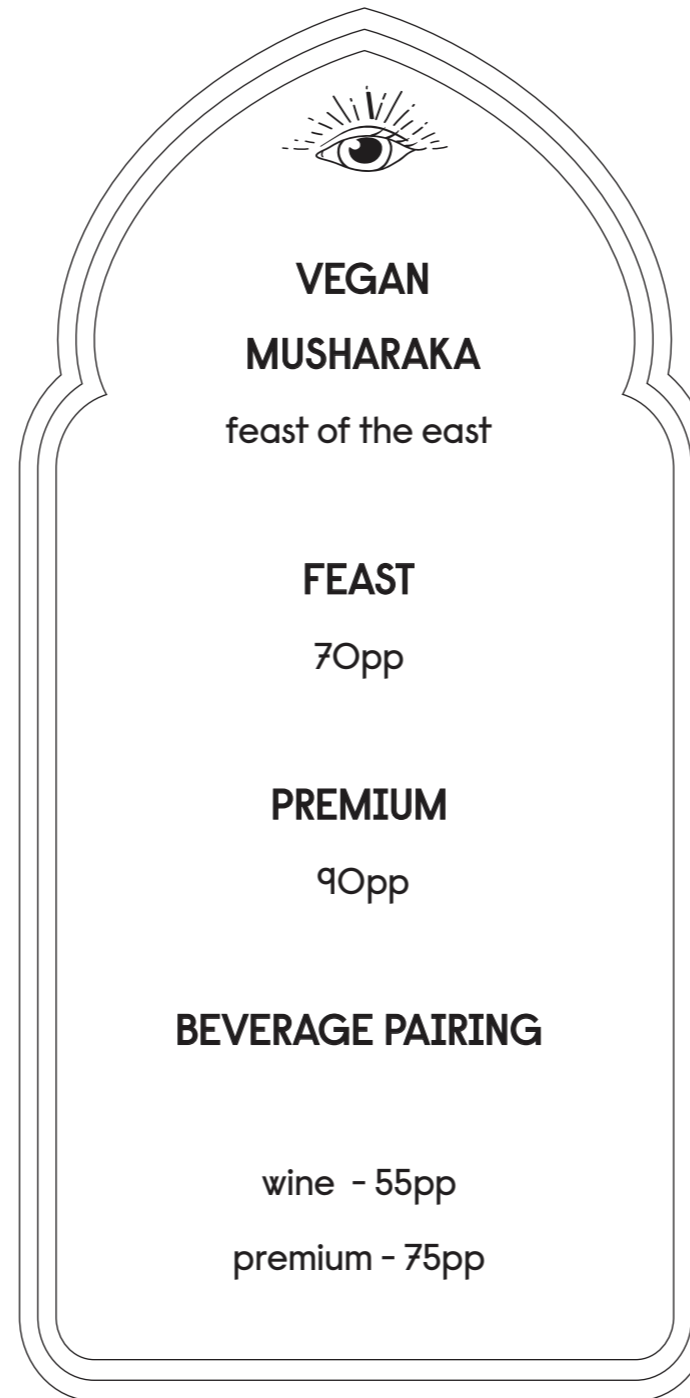 VEGAN
MUSHARAKA
feast of the east
FEAST
70pp
PREMIUM
90pp
BEVERAGE PAIRING
wine - 55pp
premium - 75pp